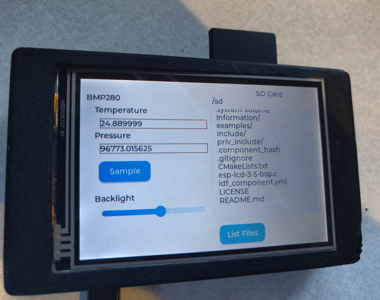 BMP280
Temperature
24.889999
Pressure
96773.015625
Sample
Backlight
SD Card
/sd
System Volume
Information/
examples/
include/
priv_include/
.component_hash
.gitignore
CMakeLists.txt
esp-lcd-3-5-bsp.c
idf_component.yml
LICENSE
README.md
List Files